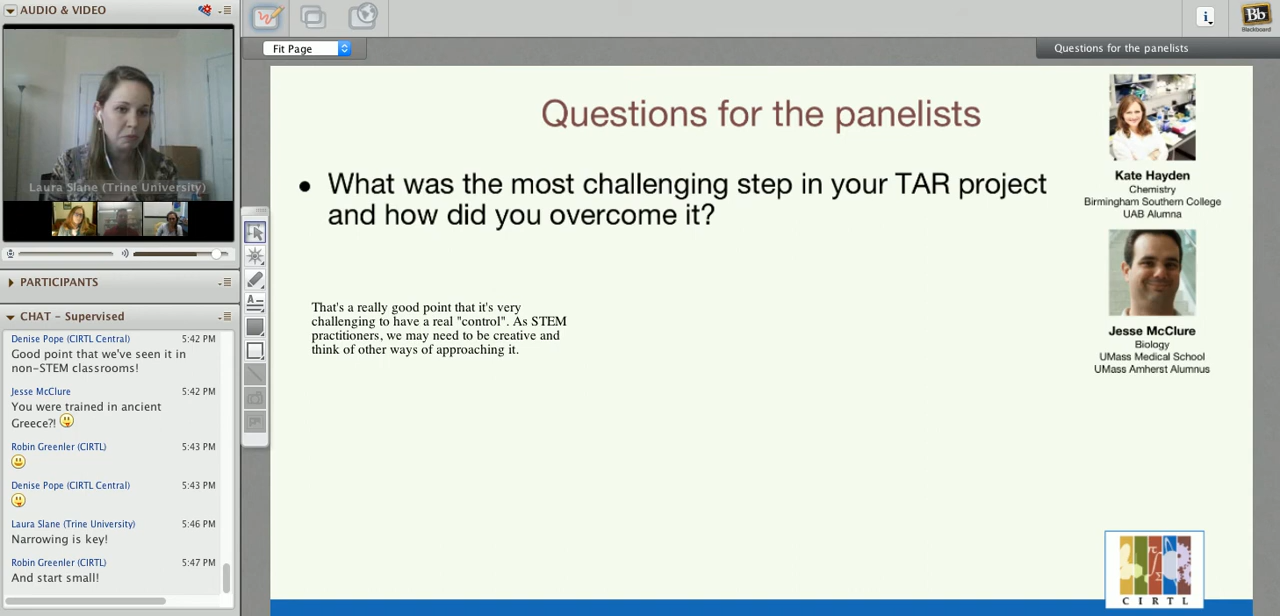 AUDIO & VIDEO
Laura Slane (Trine University)
PARTICIPANTS
CHAT - Supervised
Denise Pope (CIRTL Central) 5:42 PM
Good point that we've seen it in
non-STEM classrooms!
Jesse McClure 5:42 PM
You were trained in ancient
Greece?!
Robin Greenler (CIRTL) 5:43 PM
Denise Pope (CIRTL Central) 5:43 PM
Laura Slane (Trine University) 5:46 PM
Narrowing is key!
Robin Greenler (CIRTL) 5:47 PM
And start small!
Fit Page
Questions for the panelists
Bb
Blackboard
Questions for the panelists
• What was the most challenging step in your TAR project
and how did you overcome it?
That's a really good point that it's very
challenging to have a real "control". As STEM
practitioners, we may need to be creative and
think of other ways of approaching it.
Kate Hayden
Chemistry
Birmingham Southern College
UAB Alumna
Jesse McClure
Biology
UMass Medical School
UMass Amherst Alumnus
CIRTL